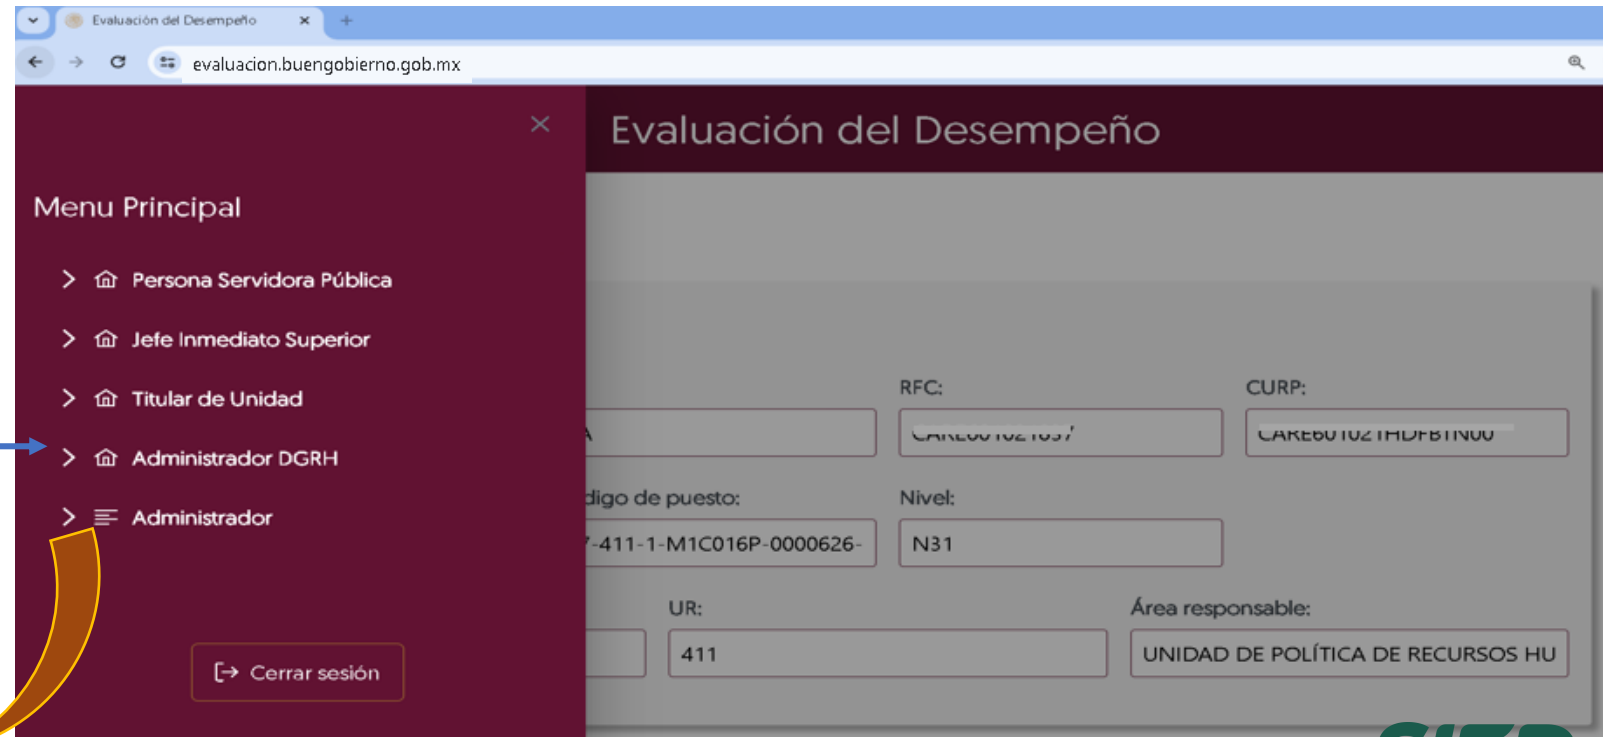 Evaluación del Desempeño
evaluacion.buengobierno.gob.mx
Evaluación del Desempeño
Menu Principal
Persona Servidora Pública
Jefe Inmediato Superior
Titular de Unidad
Administrador DGRH
Administrador
Cerrar sesión
RFC:
CURP:
digo de puesto:
Nivel:
-411-1-M1C016P-0000626-
N31
UR:
Área responsable:
411
UNIDAD DE POLÍTICA DE RECURSOS HU